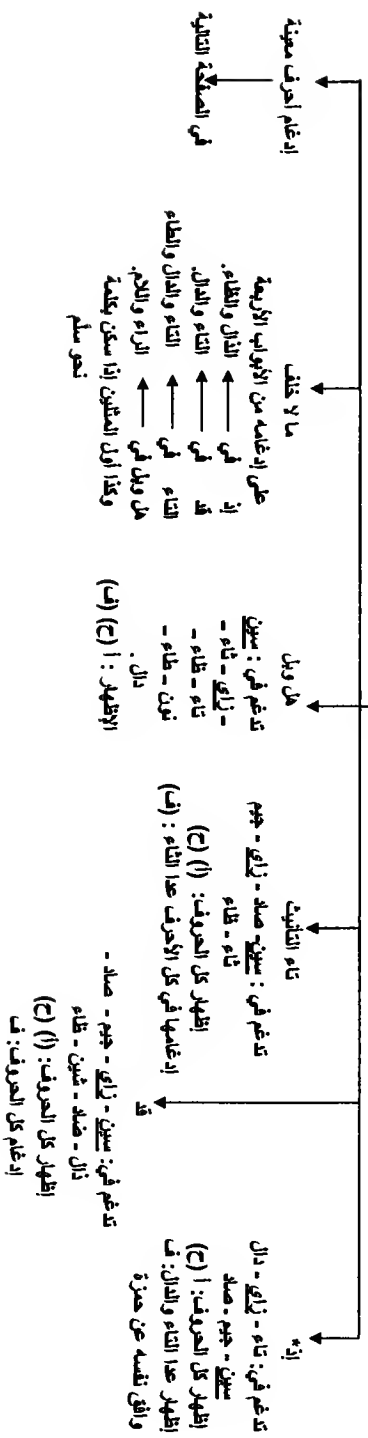 إذ*
تدغم في: تاء - زاي - دال
سين - جيم - صاد
إظهار كل الحروف: أ (ح)
إظهار عدا التاء والدال: ف
وافق نفسه عن حمزة
قد
تدغم في: سين - زاي - جيم - صاد -
ذال - ضاد - شين - ظاء
إظهار كل الحروف: (أ) (ح)
إدغام كل الحروف: ف
تاء التأنيث
تدغم في : سين - صاد - زاي - جيم
ثاء - ظاء
إظهار كل الحروف: (أ) (ح)
إدغامها في كل الأحرف عدا الثاء : (ف)
هل وبل
تدغم في : سين
- زاي - ثاء -
تاء - ظاء -
نون - طاء -
دال .
الإظهار : أ (ح) (ف)
ما لا خلف
على إدغامه من الأبواب الأربعة
إذ في الذال والظاء.
قد في التاء والدال.
التاء في التاء والدال والطاء
هل وبل في الراء واللام.
وكذا أول المثلين إذا سكن بكلمة
نحو سلم
إدغام أحرف معينة
في الصفحة التالية